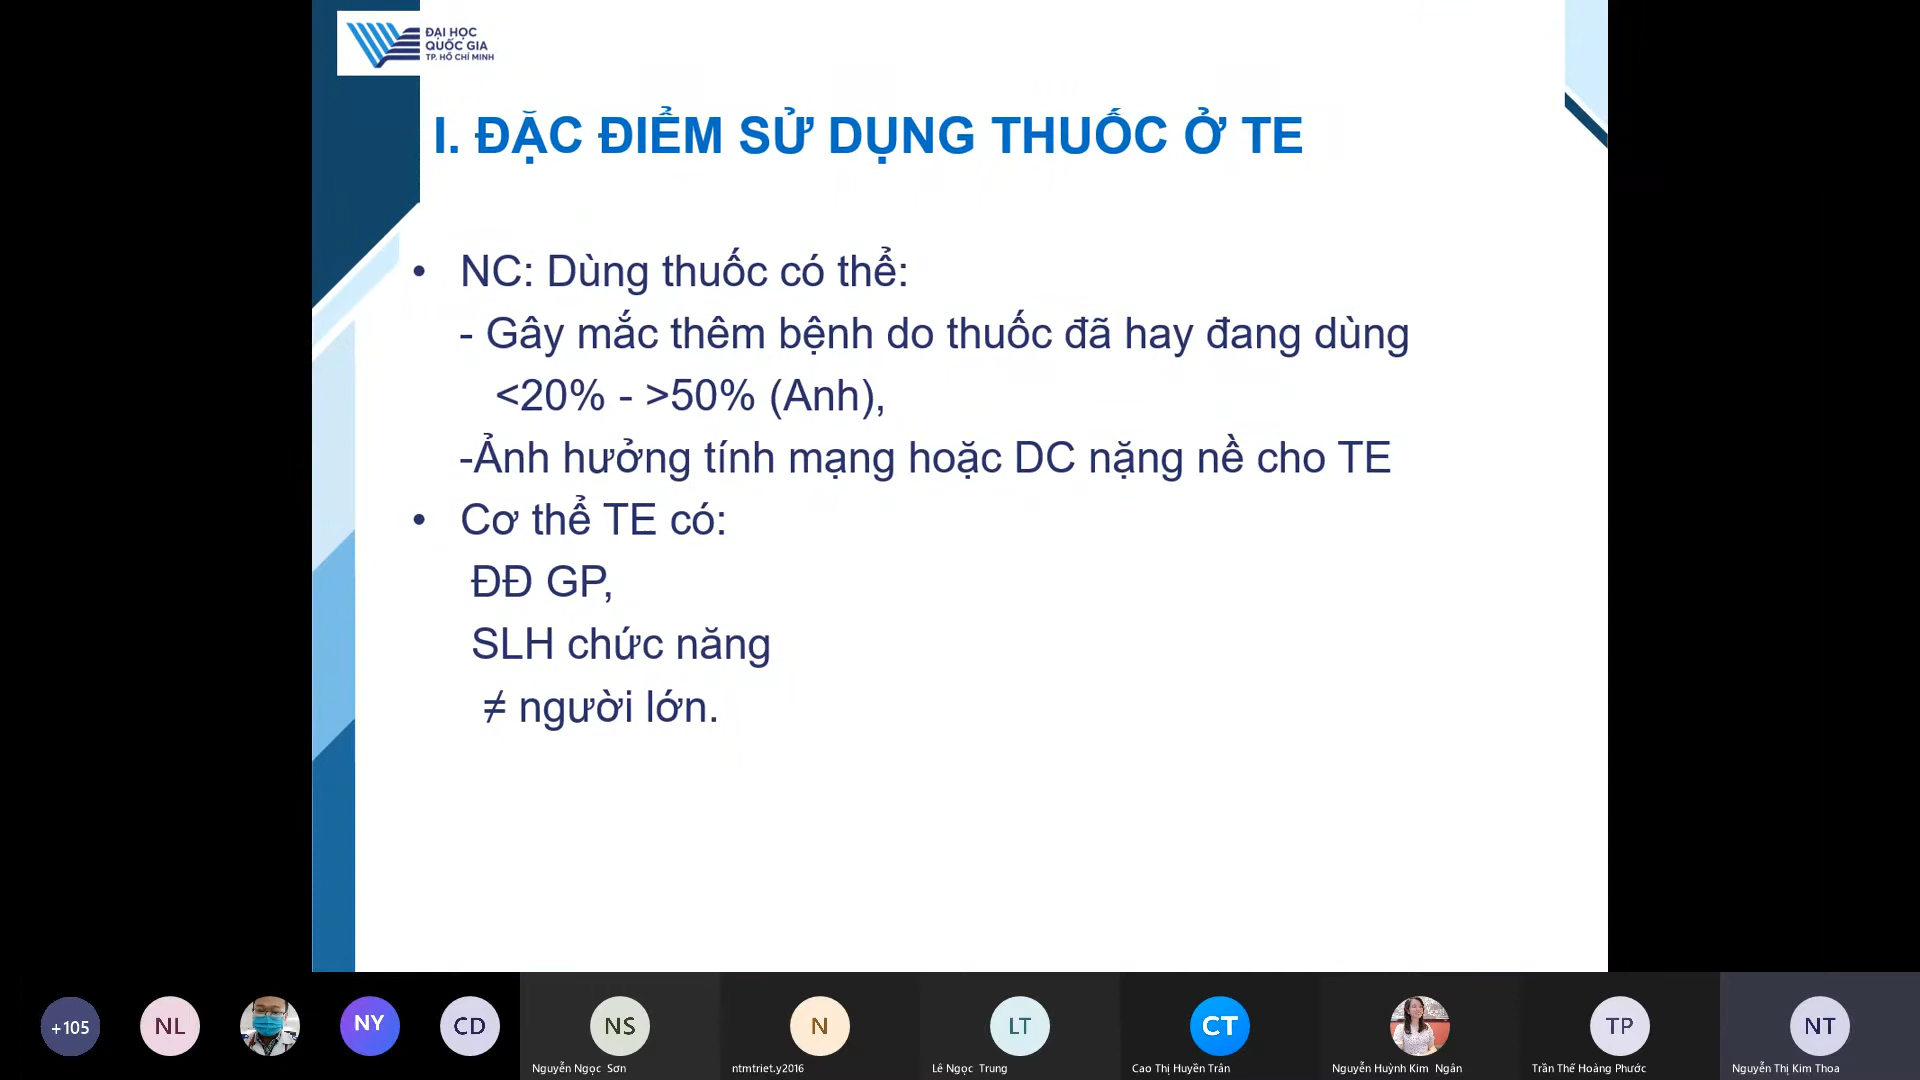 ĐẠI HỌC
QUỐC GIA
TP. HỒ CHÍ MINH
I. ĐẶC ĐIỂM SỬ DỤNG THUỐC Ở TE
• NC: Dùng thuốc có thể:
- Gây mắc thêm bệnh do thuốc đã hay đang dùng
<20% - >50% (Anh),
-Ảnh hưởng tính mạng hoặc DC nặng nề cho TE
• Cơ thể TE có:
ĐĐ GP,
SLH chức năng
≠ người lớn.
+105 NL NY CD NS N LT CT TP NT
Nguyễn Ngọc Sơn ntmtriet.y2016 Lê Ngọc Trung Cao Thị Huyền Trân Nguyễn Huỳnh Kim Ngân Trần Thế Hoàng Phước Nguyễn Thị Kim Thoa